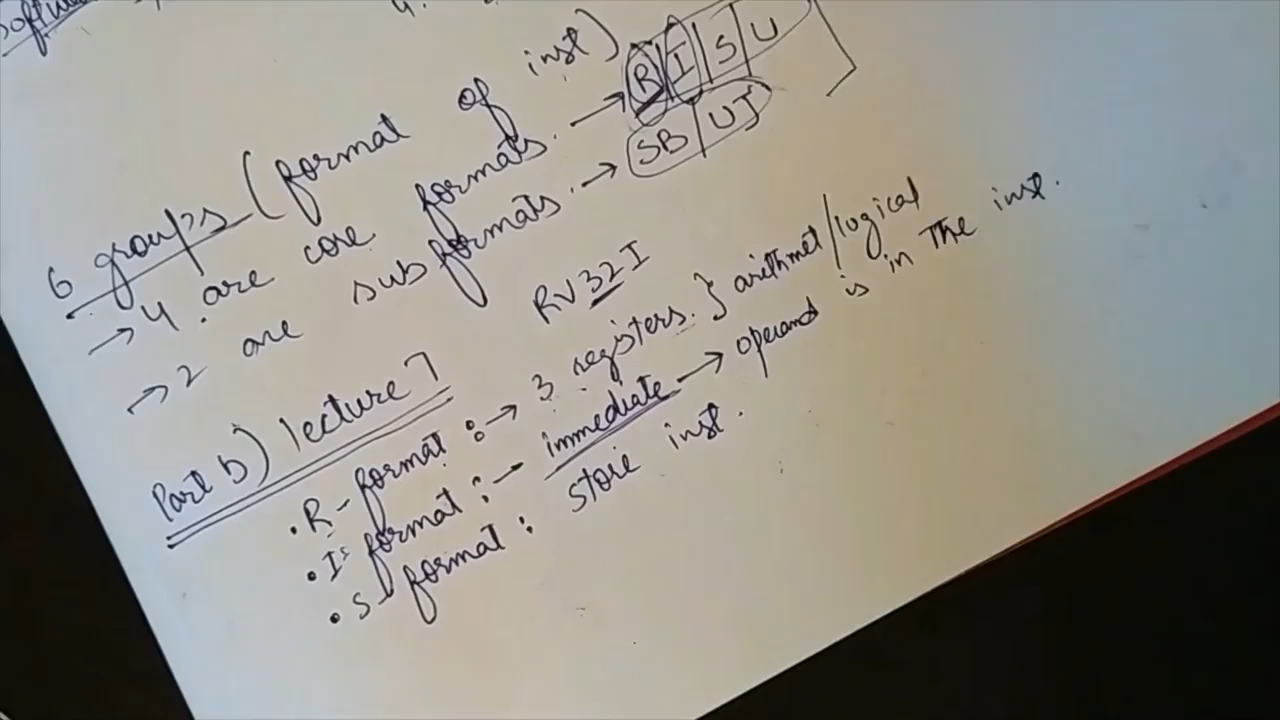 6 groups (format of inst)
→ 4 are core formats. → R | I | S | U
→ 2 are sub formats. → SB | UJ
RV32I
Part b) lecture 7
• R - format :→ 3 registers. } arithmet/logical
• I - format :- immediate → operand is in The inst.
• S - format : store inst.